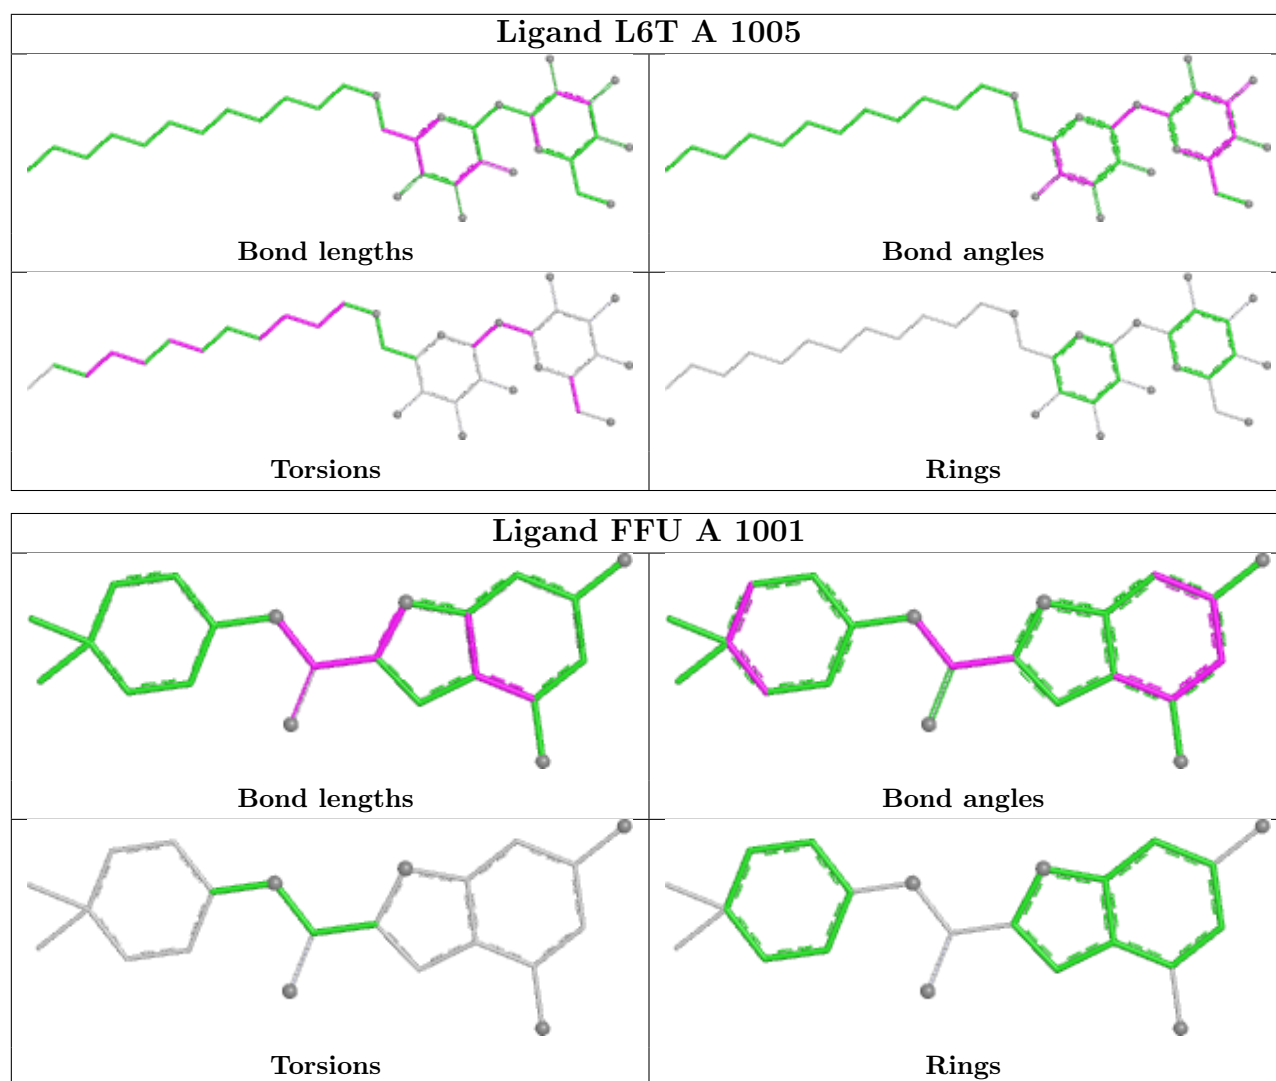 Ligand L6T A 1005
Bond lengths
Bond angles
Torsions
Rings
Ligand FFU A 1001
Bond lengths
Bond angles
Torsions
Rings